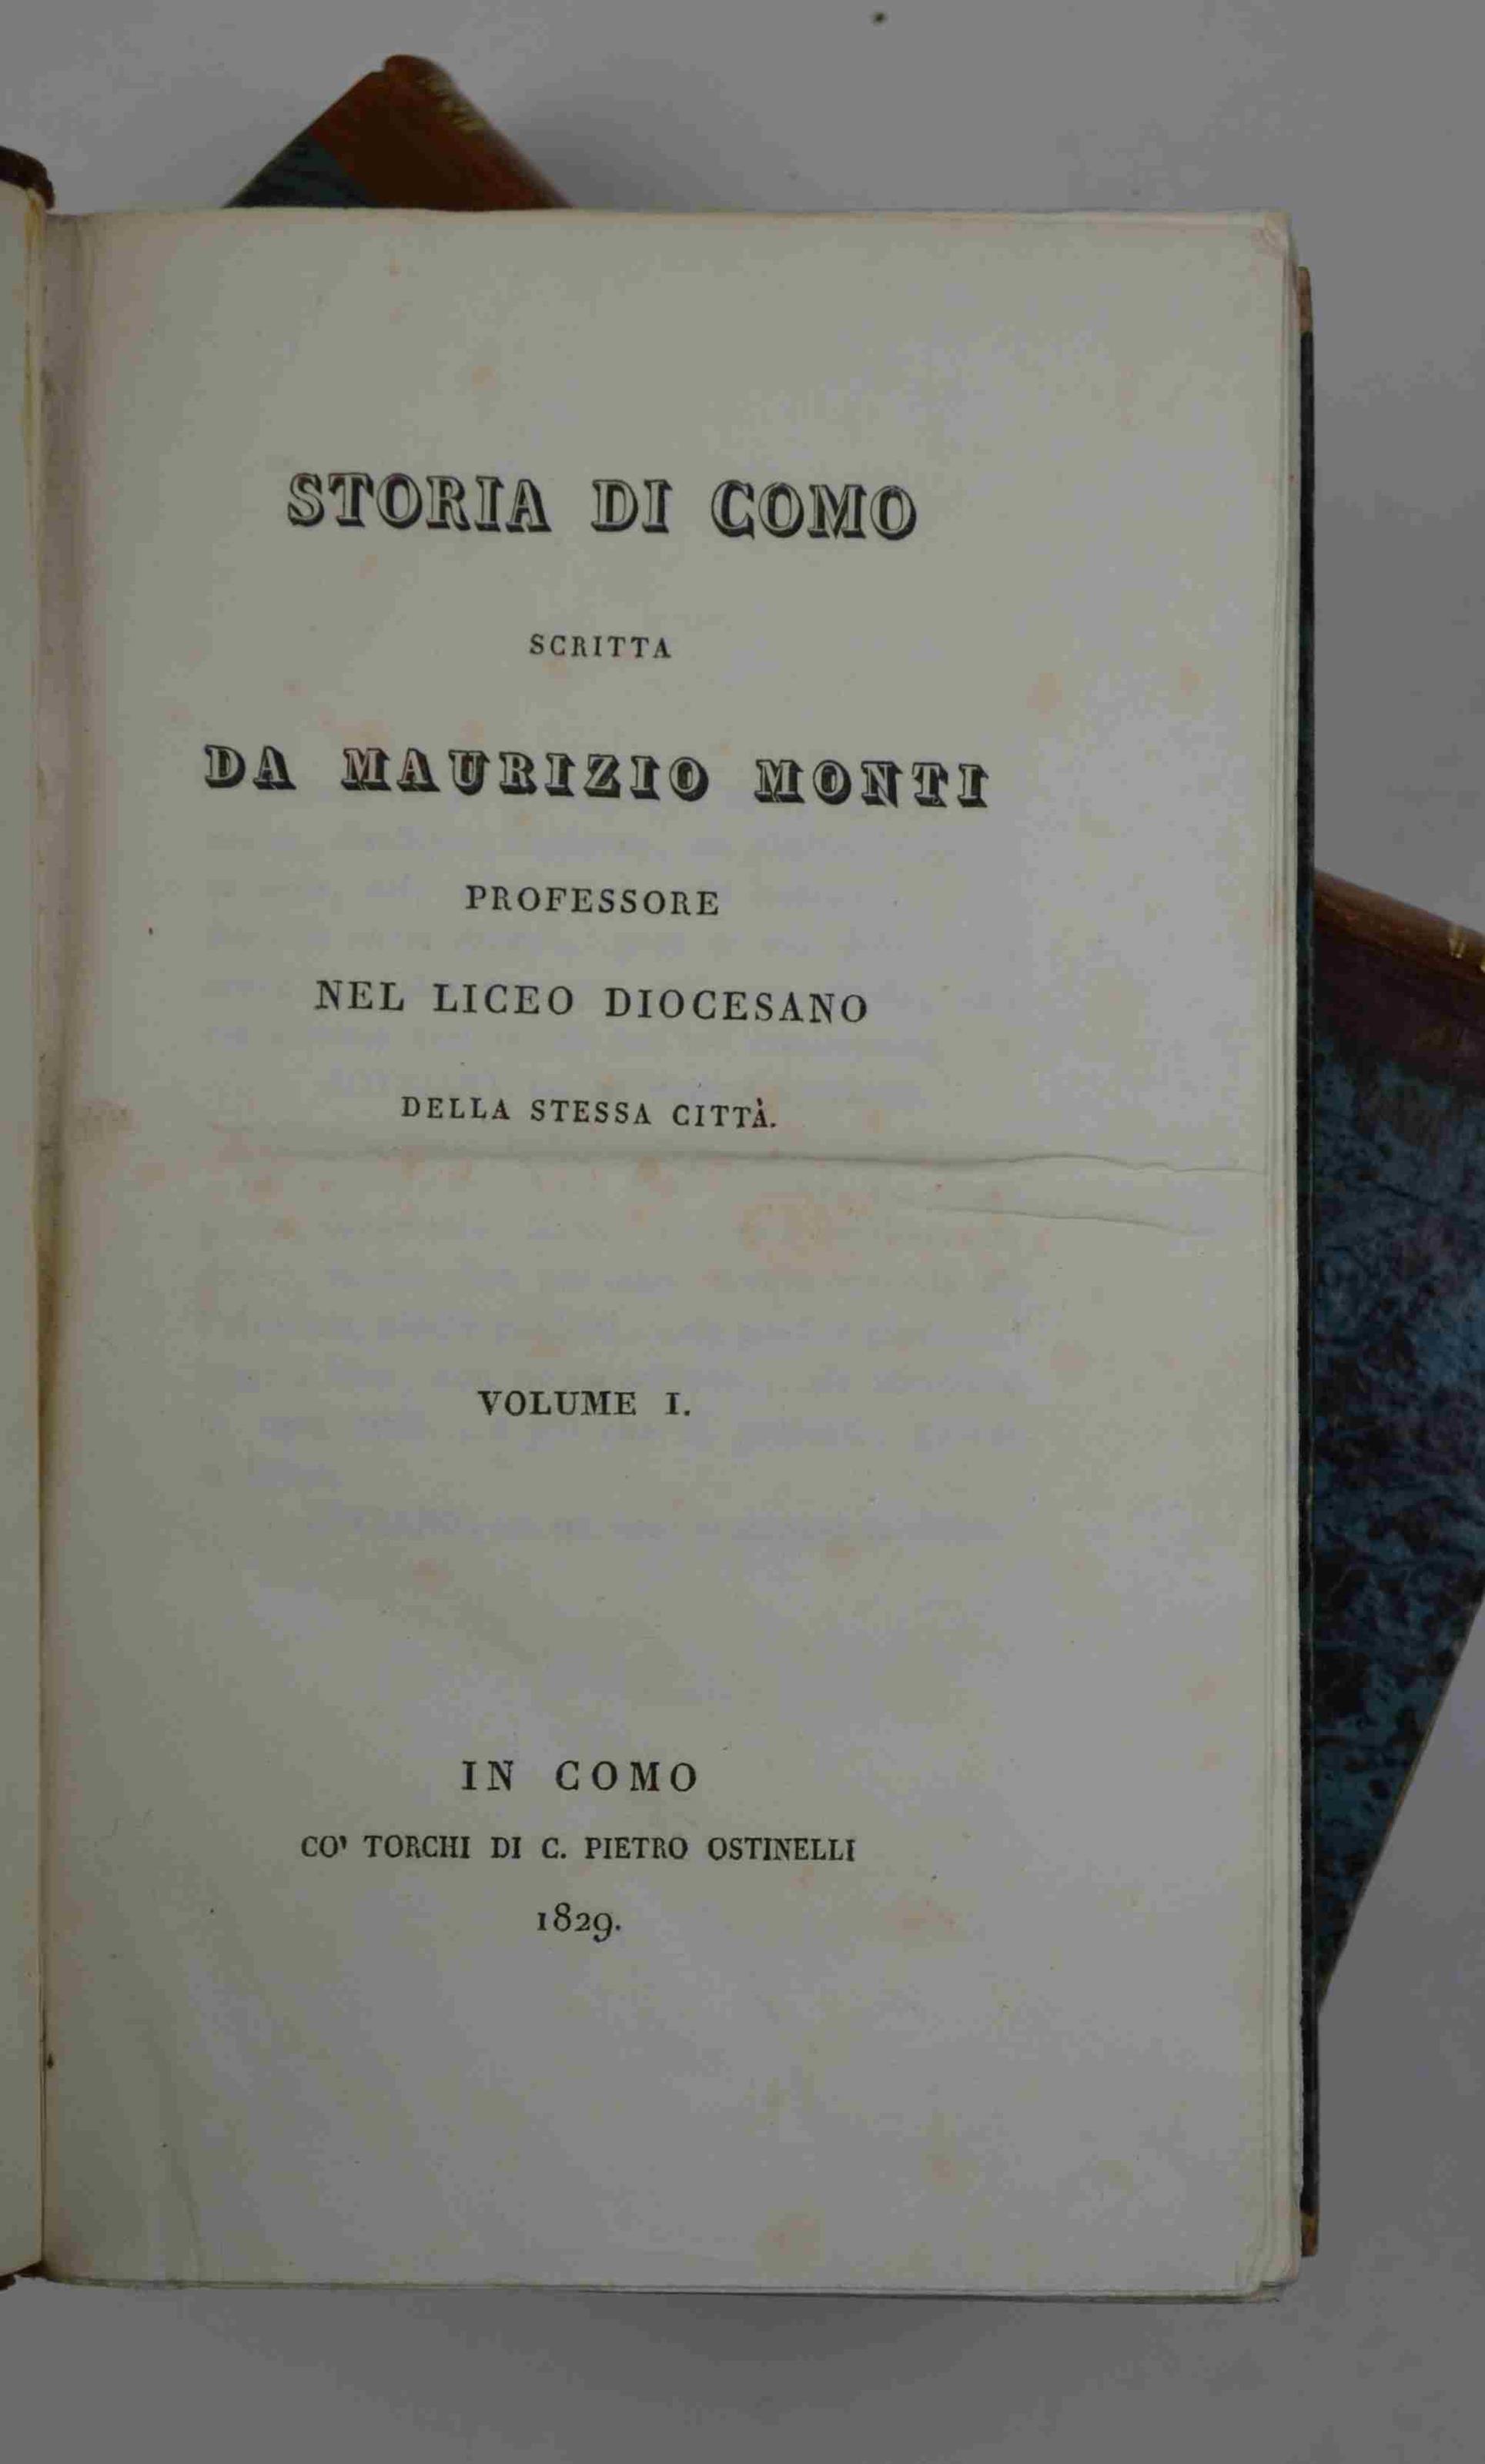 STORIA DI COMO
SCRITTA
DA MAURIZIO MONTI
PROFESSORE
NEL LICEO DIOCESANO
DELLA STESSA CITTÀ.
VOLUME I.
IN COMO
CO' TORCHI DI C. PIETRO OSTINELLI
1829.